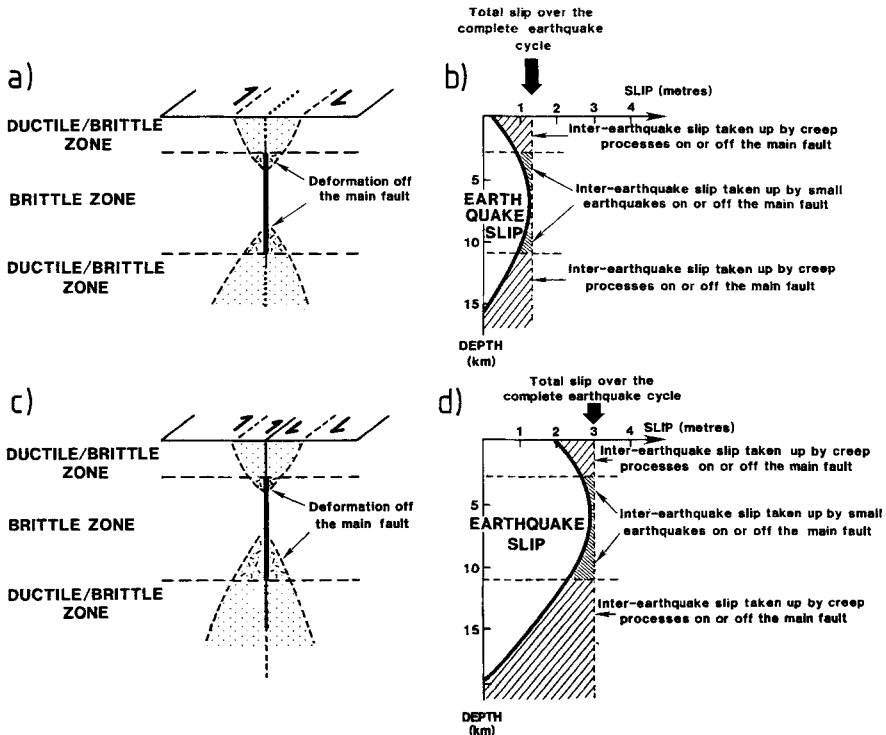 a)
DUCTILE/BRITTLE
ZONE
BRITTLE ZONE
DUCTILE/BRITTLE
ZONE
Deformation off
the main fault
b)
Total slip over the
complete earthquake
cycle
SLIP (metres)
1 2 3 4
5
10
15
DEPTH
(km)
EARTH
QUAKE
SLIP
Inter-earthquake slip taken up by creep
processes on or off the main fault
Inter-earthquake slip taken up by small
earthquakes on or off the main fault
Inter-earthquake slip taken up by creep
processes on or off the main fault
c)
DUCTILE/BRITTLE
ZONE
BRITTLE ZONE
DUCTILE/BRITTLE
ZONE
Deformation off
the main fault
d)
Total slip over the
complete earthquake cycle
SLIP (metres)
1 2 3 4
5
10
15
DEPTH
(km)
EARTHQUAKE
SLIP
Inter-earthquake slip taken up by creep
processes on or off the main fault
Inter-earthquake slip taken up by small
earthquakes on or off the main fault
Inter-earthquake slip taken up by creep
processes on or off the main fault